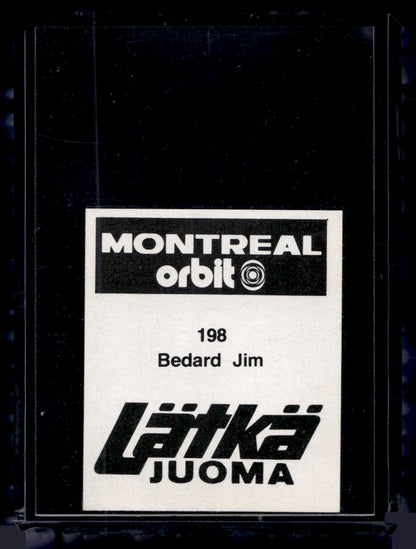 MONTREAL
orbit
198
Bedard Jim
Lätkä
JUOMA